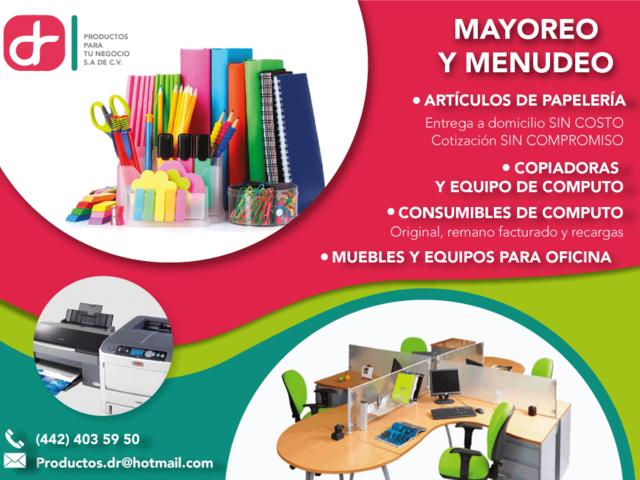 dr
PRODUCTOS
PARA
TU NEGOCIO
S.A DE C.V.
MAYOREO
Y MENUDEO
• ARTÍCULOS DE PAPELERÍA
Entrega a domicilio SIN COSTO
Cotización SIN COMPROMISO
• COPIADORAS
Y EQUIPO DE COMPUTO
• CONSUMIBLES DE COMPUTO
Original, remano facturado y recargas
• MUEBLES Y EQUIPOS PARA OFICINA
(442) 403 59 50
Productos.dr@hotmail.com